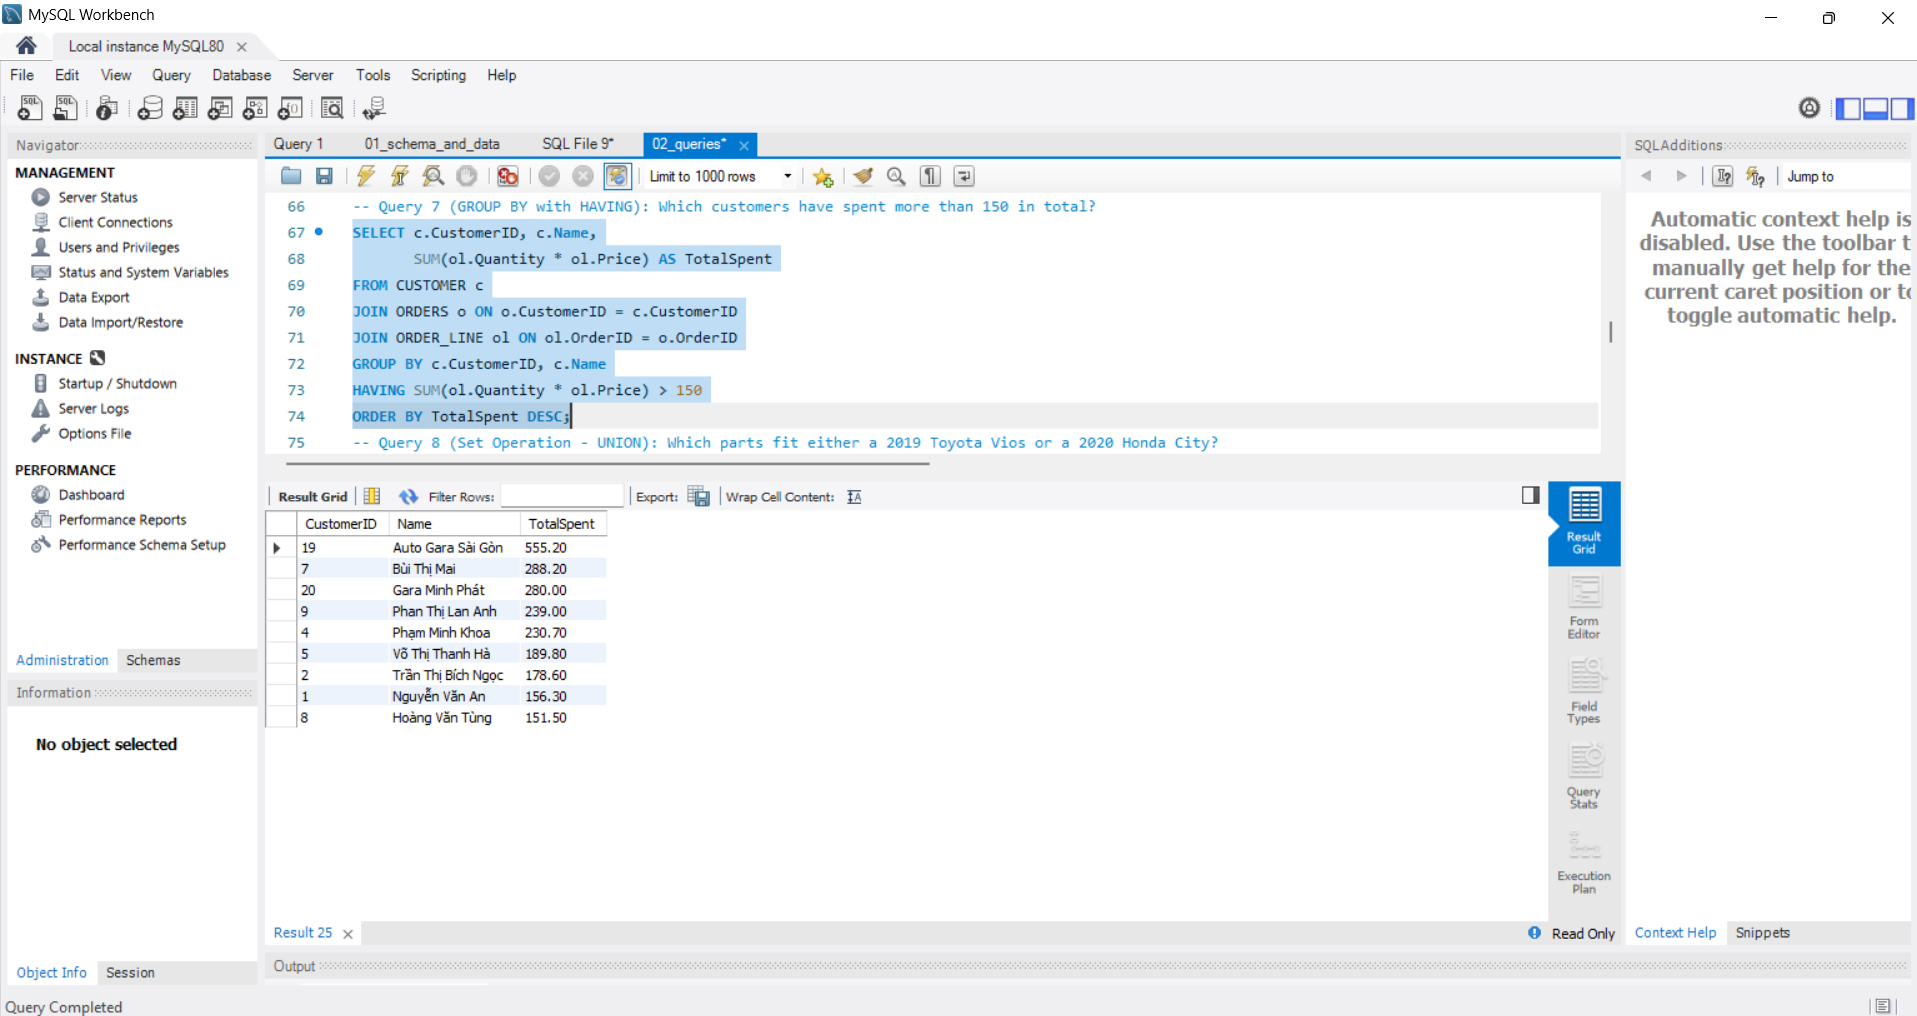 MySQL Workbench
Local instance MySQL80
File Edit View Query Database Server Tools Scripting Help
Navigator
MANAGEMENT
Server Status
Client Connections
Users and Privileges
Status and System Variables
Data Export
Data Import/Restore
INSTANCE
Startup / Shutdown
Server Logs
Options File
PERFORMANCE
Dashboard
Performance Reports
Performance Schema Setup
Administration Schemas
Information
No object selected
Object Info Session
Query Completed
Query 1 01_schema_and_data SQL File 9* 02_queries*
Limit to 1000 rows
66 -- Query 7 (GROUP BY with HAVING): Which customers have spent more than 150 in total?
67 SELECT c.CustomerID, c.Name,
68 SUM(ol.Quantity * ol.Price) AS TotalSpent
69 FROM CUSTOMER c
70 JOIN ORDERS o ON o.CustomerID = c.CustomerID
71 JOIN ORDER_LINE ol ON ol.OrderID = o.OrderID
72 GROUP BY c.CustomerID, c.Name
73 HAVING SUM(ol.Quantity * ol.Price) > 150
74 ORDER BY TotalSpent DESC;
75 -- Query 8 (Set Operation - UNION): Which parts fit either a 2019 Toyota Vios or a 2020 Honda City?
Result Grid Filter Rows: Export: Wrap Cell Content:
CustomerID Name TotalSpent
19 Auto Gara Sài Gòn 555.20
7 Bùi Thị Mai 288.20
20 Gara Minh Phát 280.00
9 Phan Thị Lan Anh 239.00
4 Phạm Minh Khoa 230.70
5 Võ Thị Thanh Hà 189.80
2 Trần Thị Bích Ngọc 178.60
1 Nguyễn Văn An 156.30
8 Hoàng Văn Tùng 151.50
Result
Grid
Form
Editor
Field
Types
Query
Stats
Execution
Plan
Result 25
Read Only
Output
SQLAdditions
Jump to
Automatic context help is
disabled. Use the toolbar t
manually get help for the
current caret position or to
toggle automatic help.
Context Help Snippets